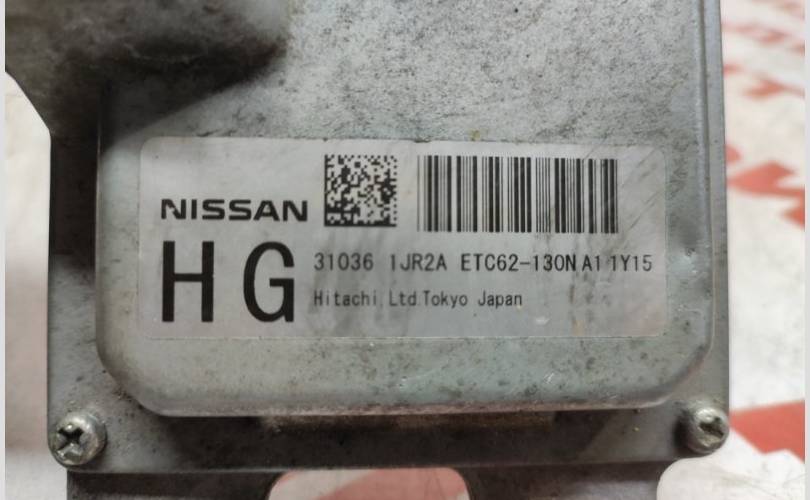 NISSAN
HG
31036 1JR2A ETC62-130N A1 1Y15
Hitachi.Ltd.Tokyo Japan